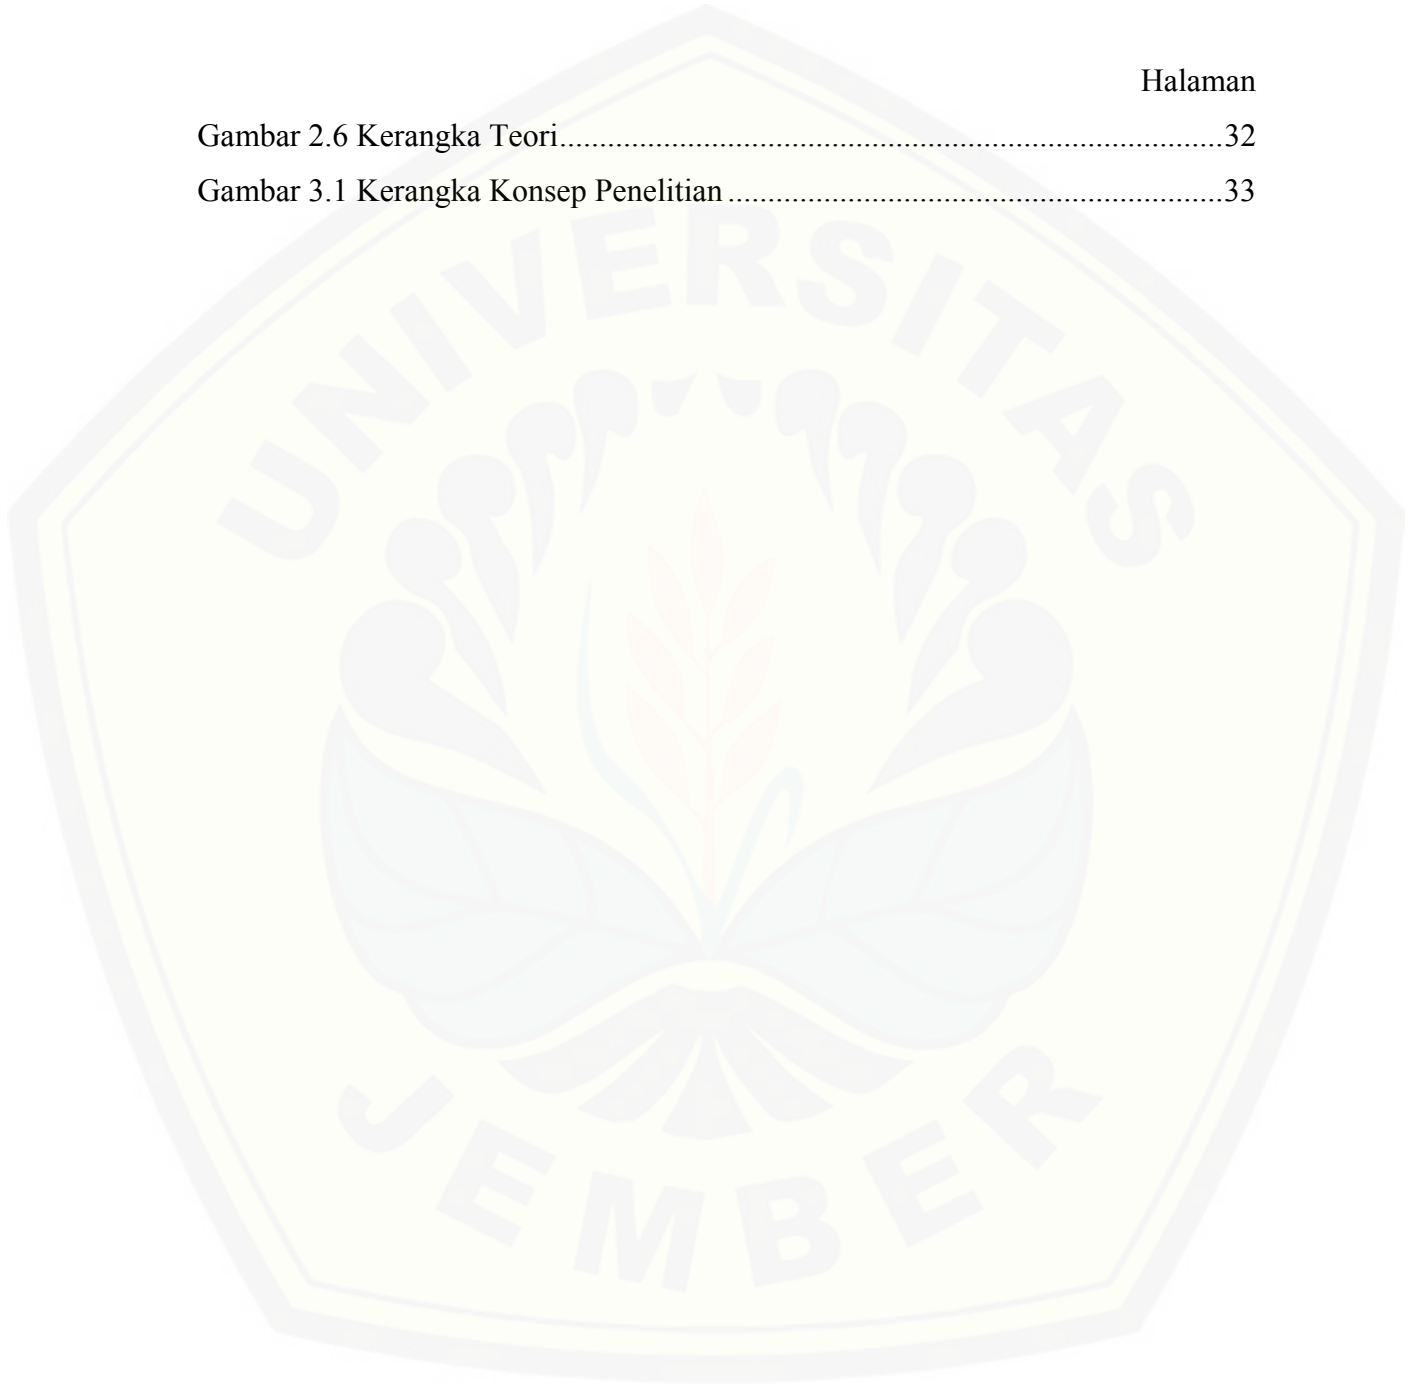 Halaman
Gambar 2.6 Kerangka Teori...................................................................................32
Gambar 3.1 Kerangka Konsep Penelitian ..............................................................33
UNIVERSITAS
JEMBER